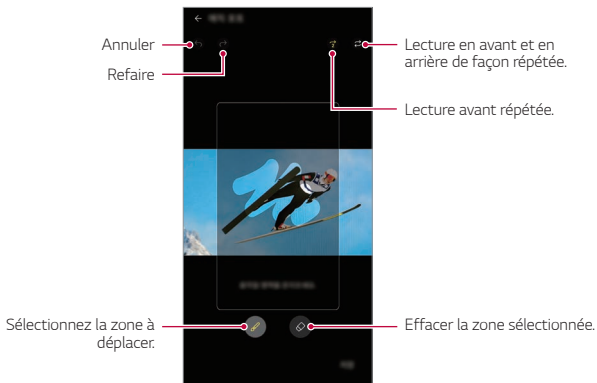 Annuler
Refaire
Lecture en avant et en
arrière de façon répétée.
Lecture avant répétée.
Sélectionnez la zone à
déplacer.
Effacer la zone sélectionnée.